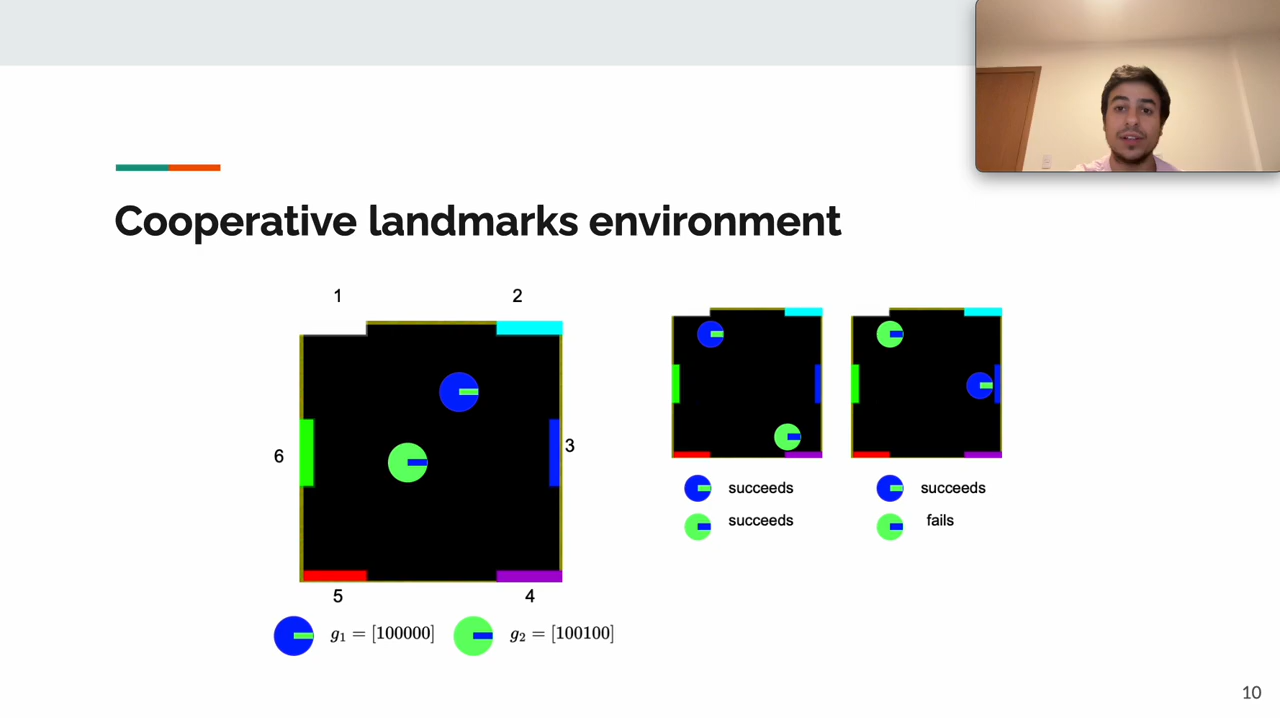 Cooperative landmarks environment
1
2
6
3
5
4
g₁ = [100000]
g₂ = [100100]
succeeds
succeeds
succeeds
fails
10